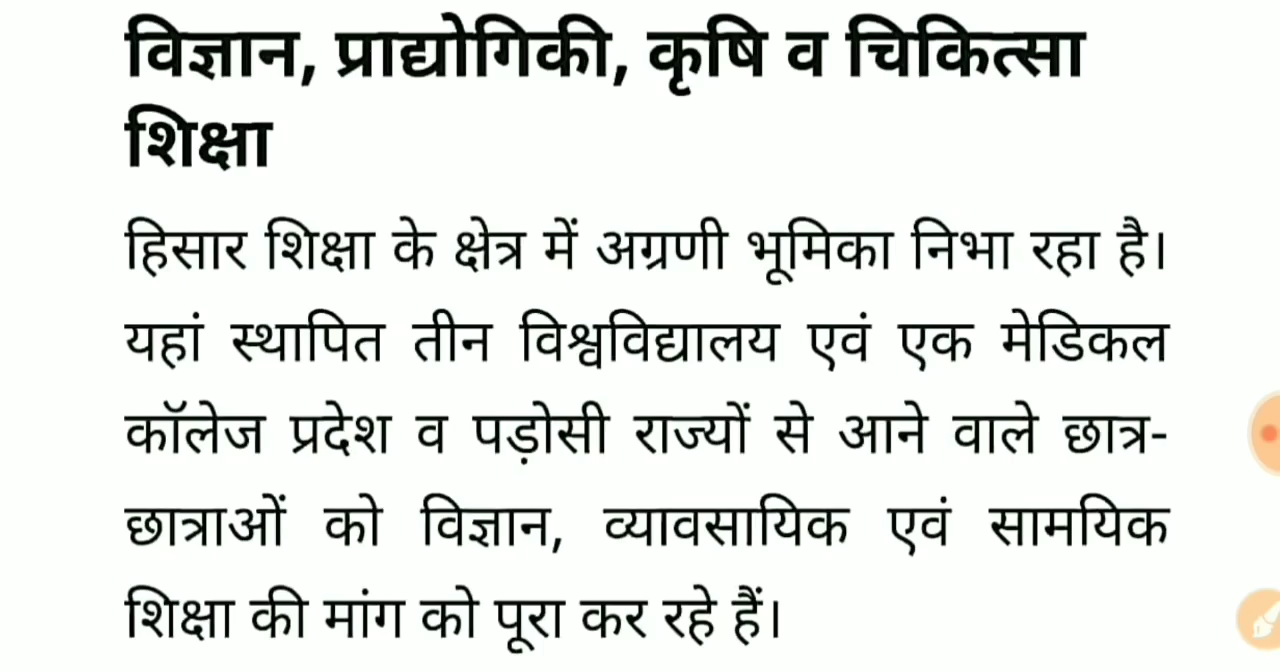 विज्ञान, प्राद्योगिकी, कृषि व चिकित्सा
शिक्षा
हिसार शिक्षा के क्षेत्र में अग्रणी भूमिका निभा रहा है।
यहां स्थापित तीन विश्वविद्यालय एवं एक मेडिकल
कॉलेज प्रदेश व पड़ोसी राज्यों से आने वाले छात्र-
छात्राओं को विज्ञान, व्यावसायिक एवं सामयिक
शिक्षा की मांग को पूरा कर रहे हैं।